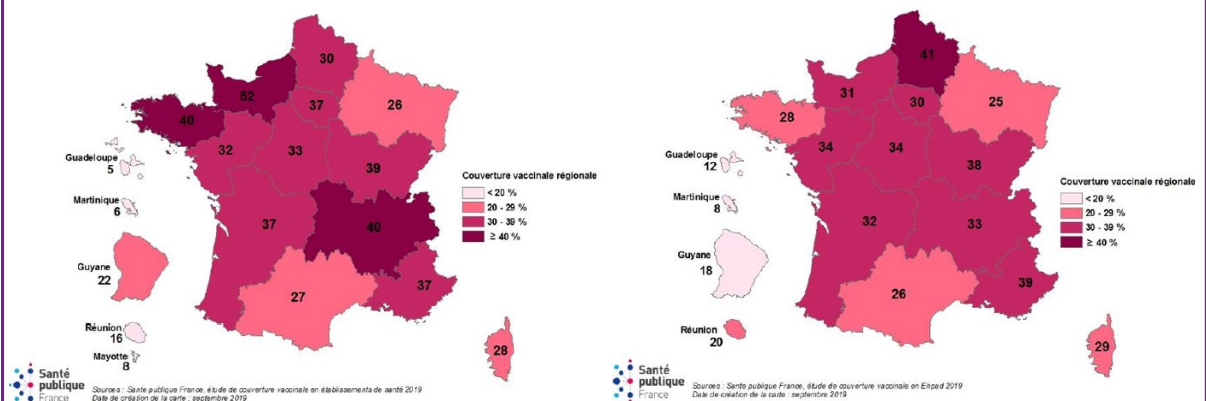 30
52
37
26
40
32
33
39
Guadeloupe
5
Couverture vaccinale régionale
< 20 %
20 - 29 %
30 - 39 %
≥ 40 %
Martinique
6
37
40
Guyane
22
27
37
Réunion
16
Mayotte
8
28
Santé
publique
France
Sources : Santé publique France, étude de couverture vaccinale en établissements de santé 2019
Date de création de la carte : septembre 2019
41
31
30
25
28
34
34
38
Guadeloupe
12
Couverture vaccinale régionale
< 20 %
20 - 29 %
30 - 39 %
≥ 40 %
Martinique
8
32
33
Guyane
18
26
39
Réunion
20
29
Santé
publique
France
Sources : Santé publique France, étude de couverture vaccinale en Ehpad 2019
Date de création de la carte : septembre 2019